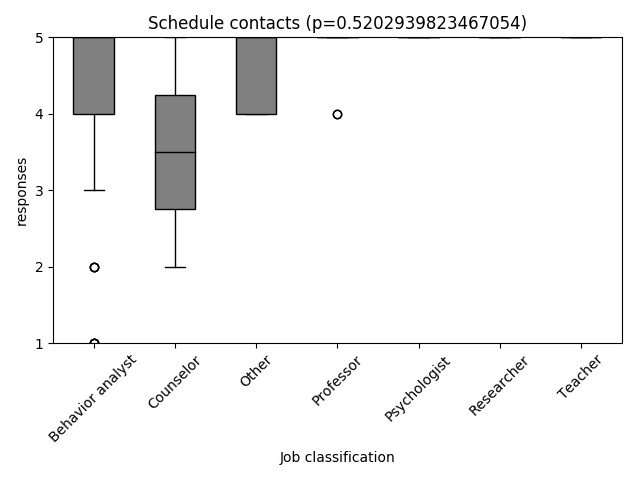 Schedule contacts (p=0.5202939823467054)
5
4
3
2
1
responses
Behavior analyst
Counselor
Other
Professor
Psychologist
Researcher
Teacher
Job classification